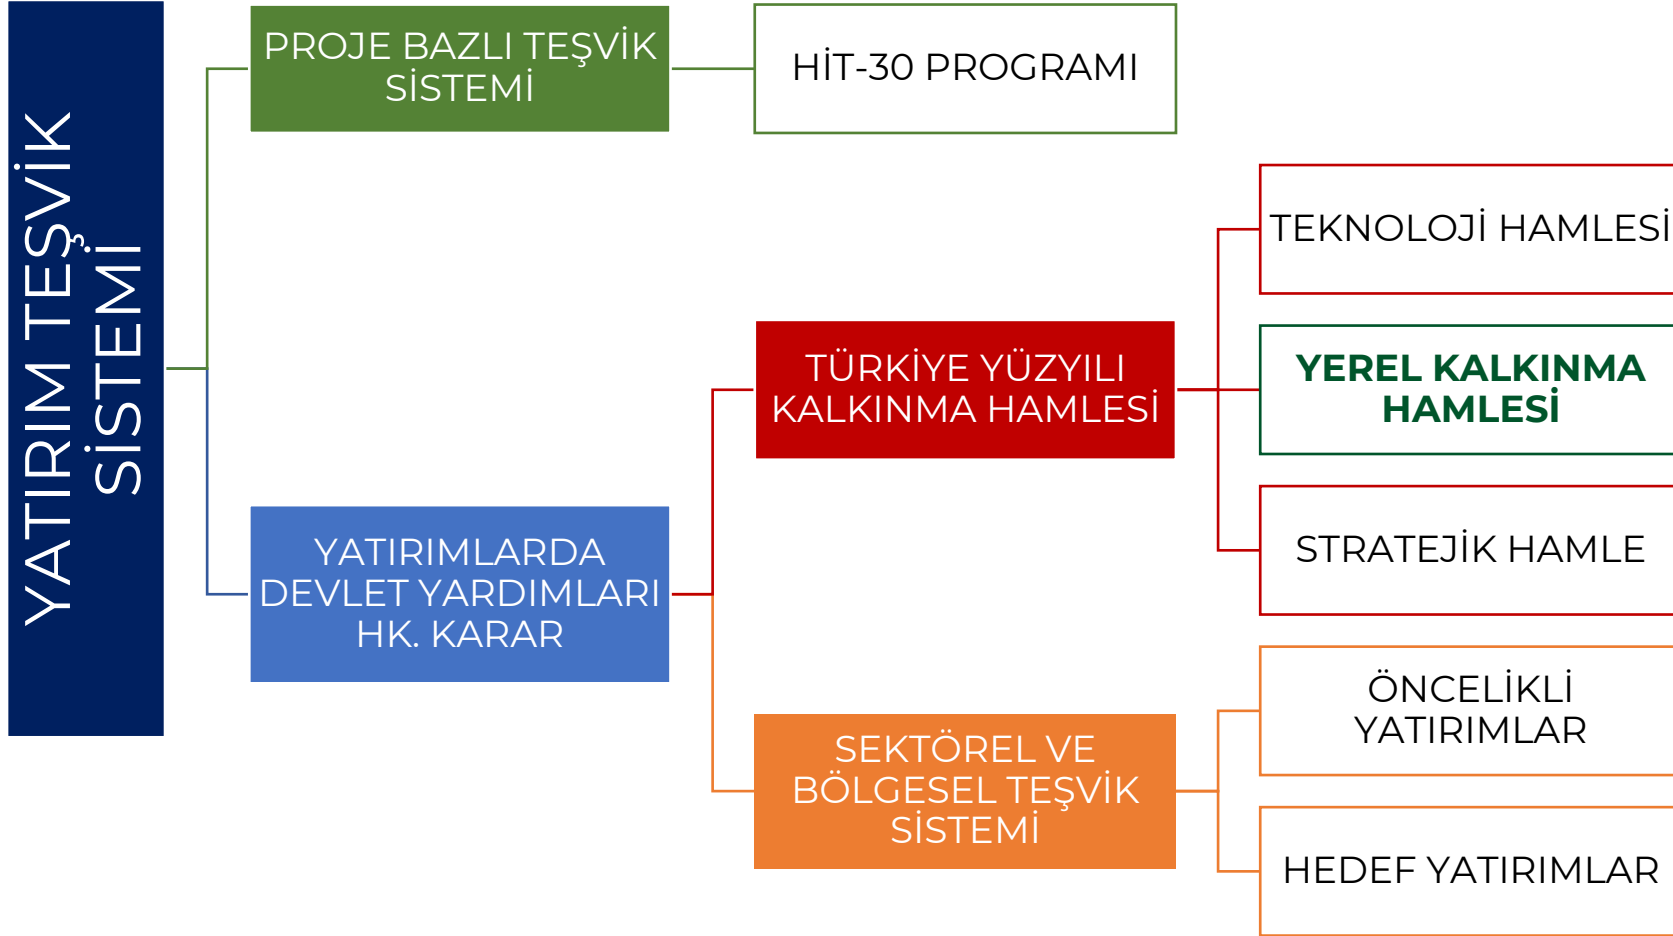 YATIRIM TEŞVİK
SİSTEMİ
PROJE BAZLI TEŞVİK
SİSTEMİ
HİT-30 PROGRAMI
YATIRIMLARDA
DEVLET YARDIMLARI
HK. KARAR
TÜRKİYE YÜZYILI
KALKINMA HAMLESİ
TEKNOLOJİ HAMLESİ
YEREL KALKINMA
HAMLESİ
STRATEJİK HAMLE
SEKTÖREL VE
BÖLGESEL TEŞVİK
SİSTEMİ
ÖNCELİKLİ
YATIRIMLAR
HEDEF YATIRIMLAR